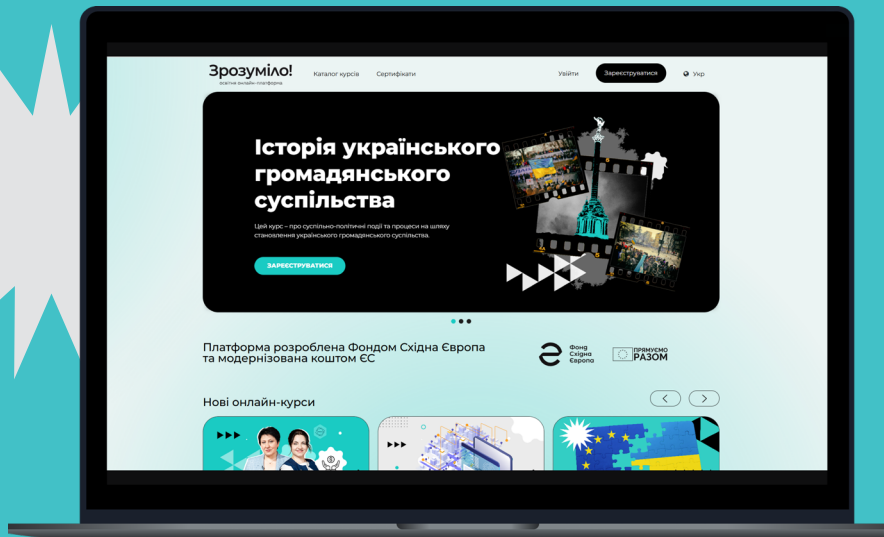 Зрозуміло!
освітня онлайн-платформа
Каталог курсів
Сертифікати
Увійти
Зареєструватися
Укр
Історія українського
громадянського
суспільства
Цей курс – про суспільно-політичні події та процеси на шляху
становлення українського громадянського суспільства.
ЗАРЕЄСТРУВАТИСЯ
Платформа розроблена Фондом Східна Європа
та модернізована коштом ЄС
Фонд
Східна
Європа
ПРЯМУЄМО
РАЗОМ
Нові онлайн-курси